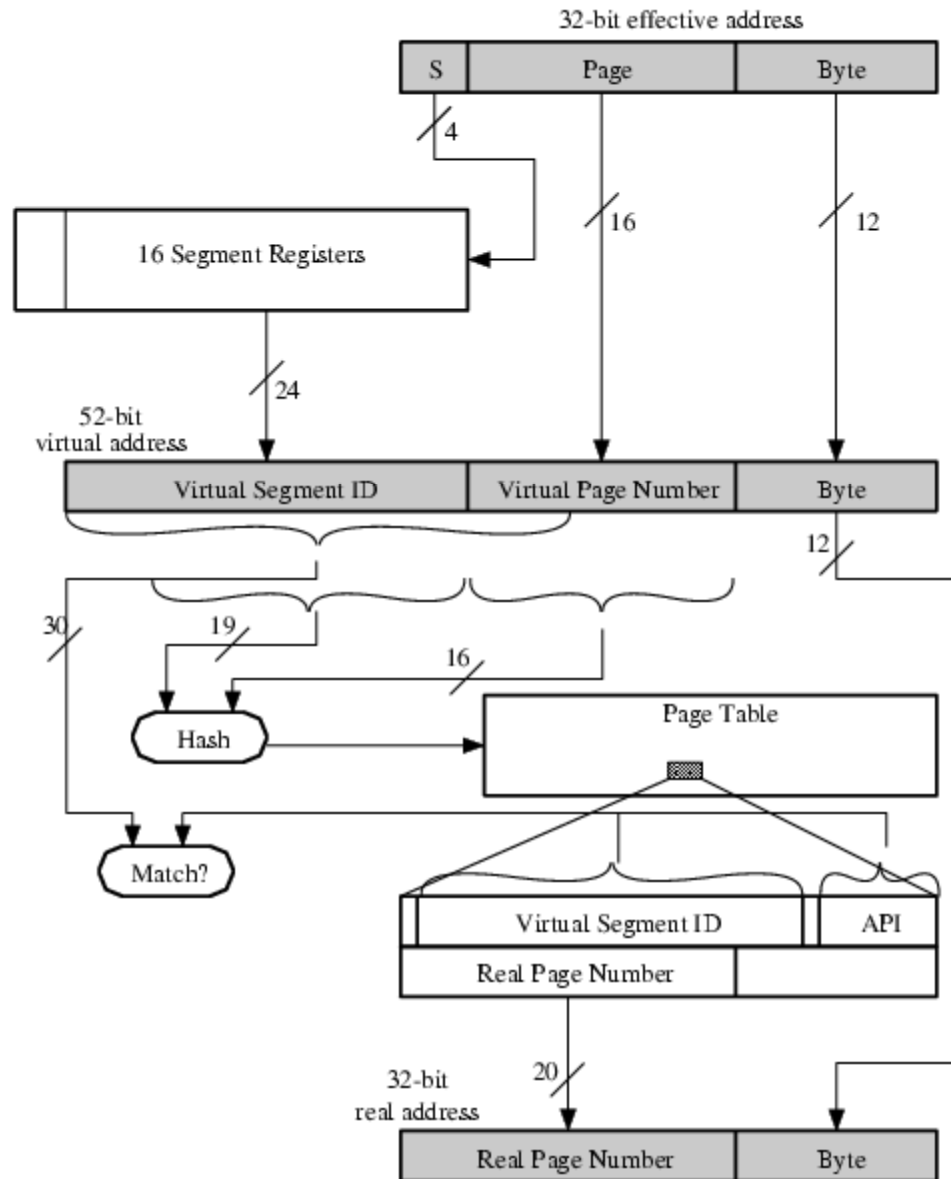 32-bit effective address
S Page Byte
4
16 12
16 Segment Registers
24
52-bit
virtual address
Virtual Segment ID Virtual Page Number Byte
12
30 19
16
Page Table
Hash
Match?
Virtual Segment ID API
Real Page Number
20
32-bit
real address
Real Page Number Byte